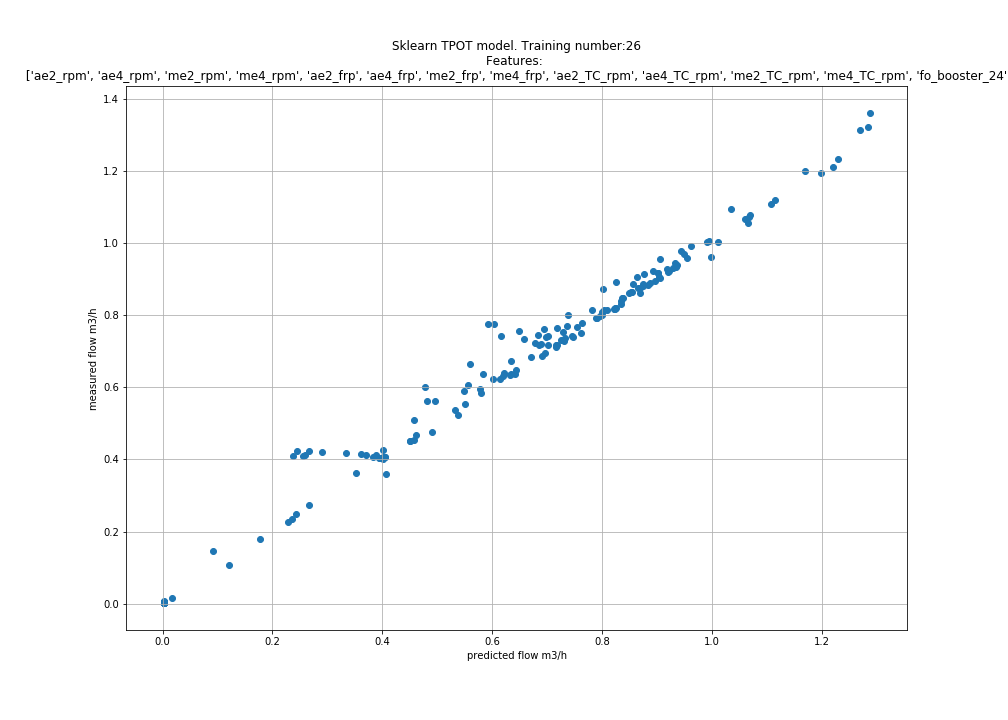 Sklearn TPOT model. Training number:26
Features:
['ae2_rpm', 'ae4_rpm', 'me2_rpm', 'me4_rpm', 'ae2_frp', 'ae4_frp', 'me2_frp', 'me4_frp', 'ae2_TC_rpm', 'ae4_TC_rpm', 'me2_TC_rpm', 'me4_TC_rpm', 'fo_booster_24'
1.4
1.2
1.0
0.8
0.6
0.4
0.2
0.0
measured flow m3/h
0.0 0.2 0.4 0.6 0.8 1.0 1.2
predicted flow m3/h